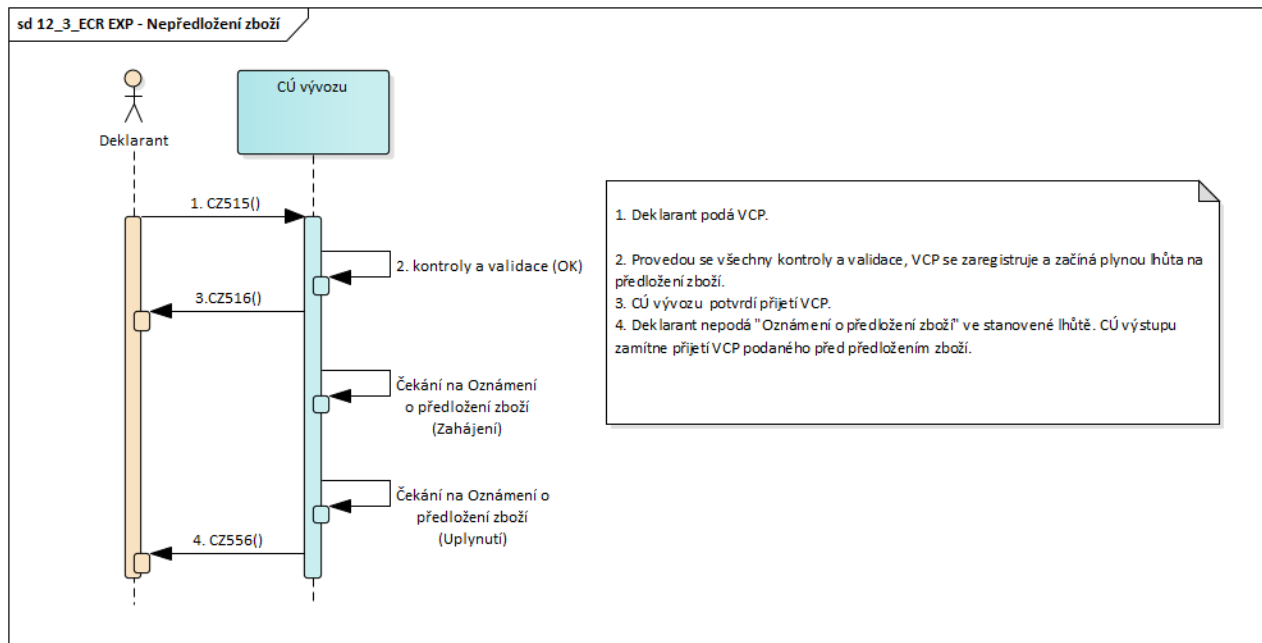 sd 12_3_ECR EXP - Nepředložení zboží
CÚ vývozu
Deklarant
1. CZ515()
2. kontroly a validace (OK)
3.CZ516()
Čekání na Oznámení
o předložení zboží
(Zahájení)
Čekání na Oznámení o
předložení zboží
(Uplynutí)
4. CZ556()
1. Deklarant podá VCP.
2. Provedou se všechny kontroly a validace, VCP se zaregistruje a začíná plynou lhůta na
předložení zboží.
3. CÚ vývozu potvrdí přijetí VCP.
4. Deklarant nepodá "Oznámení o předložení zboží" ve stanovené lhůtě. CÚ výstupu
zamítne přijetí VCP podaného před předložením zboží.